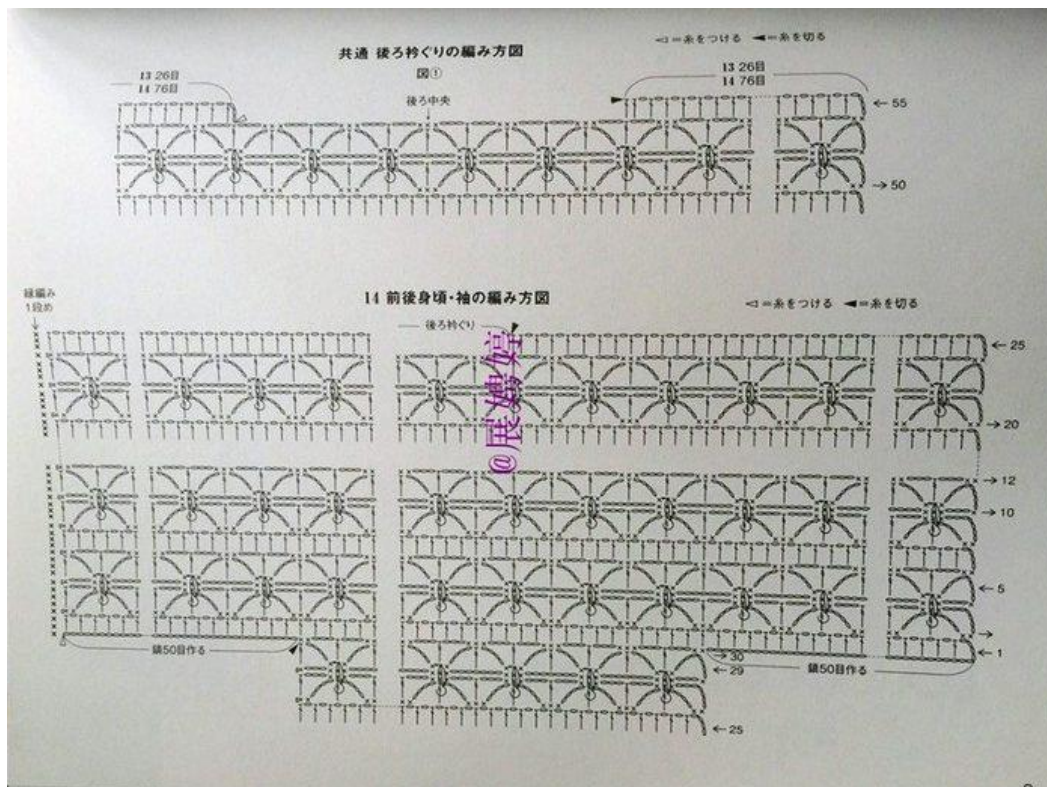 共通 後ろ衿ぐりの編み方図
=糸をつける =糸を切る
図①
13 26目
14 76目
後ろ中央
13 26目
14 76目
←55
→50
14 前後身頃・袖の編み方図
=糸をつける =糸を切る
縁編み
1段め
後ろ衿ぐり
←25
→20
@展嬶婷
→12
→10
←5
→
←1
鎖50目作る
→30
←29
鎖50目作る
←25